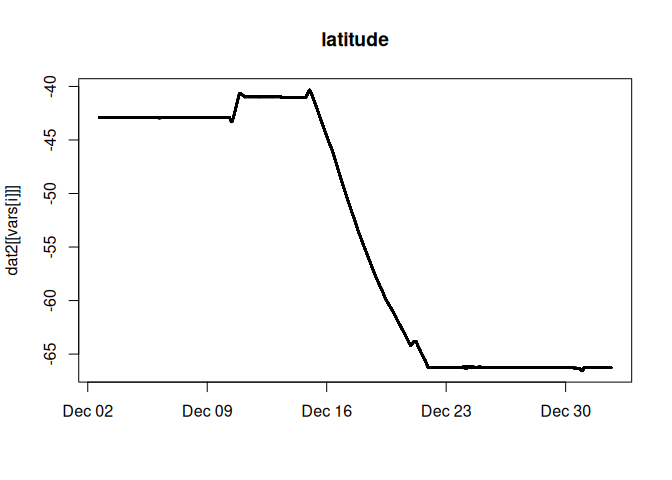 latitude
dat2[[vars[i]]]
-40
-45
-50
-55
-60
-65
Dec 02
Dec 09
Dec 16
Dec 23
Dec 30